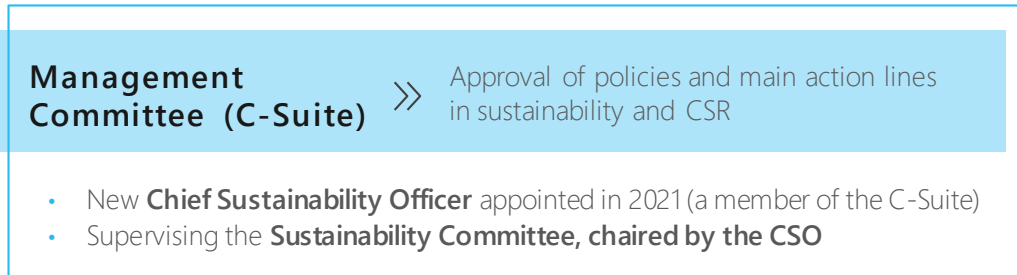 Management
Committee (C-Suite)
Approval of policies and main action lines
in sustainability and CSR
• New Chief Sustainability Officer appointed in 2021 (a member of the C-Suite)
• Supervising the Sustainability Committee, chaired by the CSO